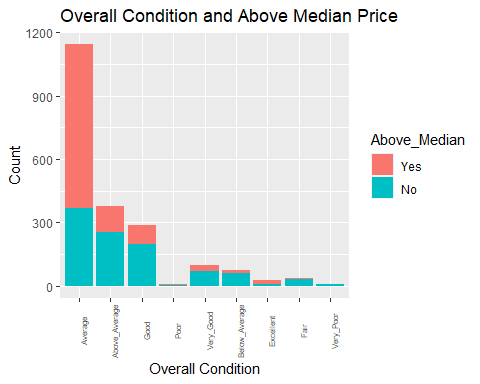 Overall Condition and Above Median Price
1200
900
600
300
0
Count
Average
Above_Average
Good
Poor
Very_Good
Below_Average
Excellent
Fair
Very_Poor
Overall Condition
Above_Median
Yes
No